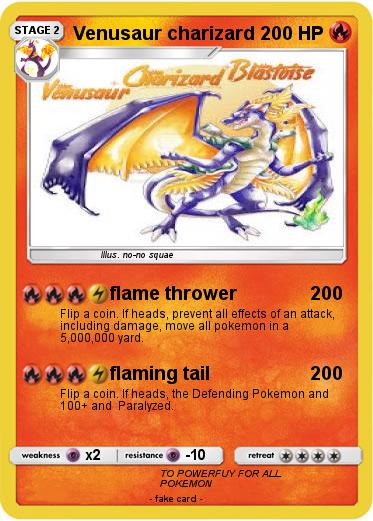 STAGE 2
Venusaur charizard 200 HP
Venusaur Charizard Blastoise
Illus. no-no squae
flame thrower 200
Flip a coin. If heads, prevent all effects of an attack,
including damage, move all pokemon in a
5,000,000 yard.
flaming tail 200
Flip a coin. If heads, the Defending Pokemon and
100+ and Paralyzed.
weakness x2 resistance -10 retreat
TO POWERFUY FOR ALL
POKEMON
- fake card -